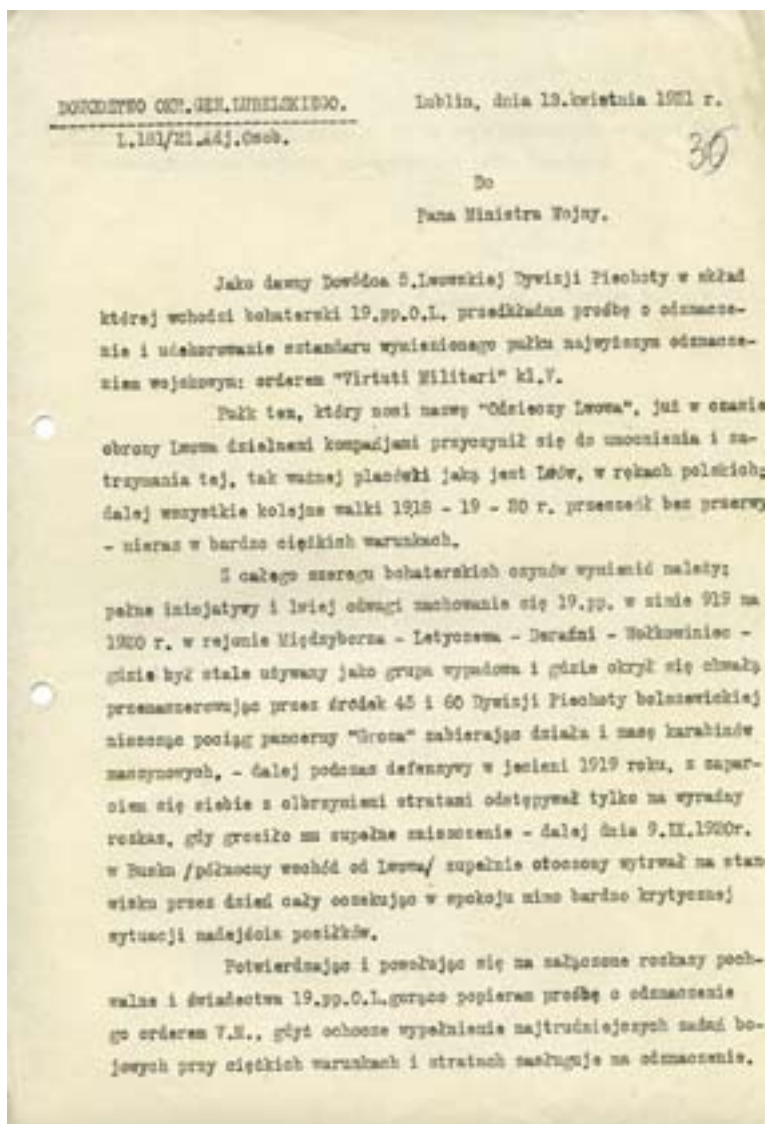 DOWÓDZTWO OKR.GEN.LUBELSKIEGO.
Lublin, dnia 13.kwietnia 1921 r.
L.181/21.Adj.Osob.
36
Do
Pana Ministra Wojny.
Jako dawny Dowódca 5.Lwowskiej Dywizji Piechoty w skład
której wchodzi bohaterski 19.pp.O.L. przedkładam prośbę o odznacze-
nie i udekorowanie sztandaru wymienionego pułku najwyższym odznacze-
niem wojskowym: orderem "Virtuti Militari" kl.V.
Pułk ten, który nosi nazwę "Odsieczy Lwowa", już w czasie
obrony Lwowa dzielnemi kompanjami przyczynił się do umocnienia i za-
trzymania tej, tak ważnej placówki jaką jest Lwów, w rękach polskich;
dalej wszystkie kolejne walki 1918 - 19 - 20 r. przeszedł bez przerwy
- nieraz w bardzo ciężkich warunkach.
Z całego szeregu bohaterskich czynów wymienić należy:
pełne inicjatywy i lwiej odwagi zachowanie się 19.pp. w zimie 919 na
1920 r. w rejonie Międzyborza - Letyczewa - Deraźni - Wołkowiniec -
gdzie był stale używany jako grupa wypadowa i gdzie okrył się chwałą
przemaszerowując przez środek 45 i 60 Dywizji Piechoty bolszewickiej
niszcząc pociąg pancerny "Groza" zabierając działa i masę karabinów
maszynowych, - dalej podczas defenzywy w jesieni 1919 roku, z zapar-
ciem się siebie z olbrzymiemi stratami odstępywał tylko na wyraźny
rozkaz, gdy groziło mu zupełne zniszczenie - dalej dnia 9.IX.1920r.
w Busku /północny wschód od Lwowa/ zupełnie otoczony wytrwał na stan
wisku przez dzień cały oczekując w spokoju mimo bardzo krytycznej
sytuacji nadejścia posiłków.
Potwierdzając i powołując się na załączone rozkazy poch-
walne i świadectwa 19.pp.O.L.gorąco popieram prośbę o odznaczenie
go orderem V.M., gdyż ochocze wypełnienie najtrudniejszych zadań bo-
jowych przy ciężkich warunkach i stratach zasługuje na odznaczenie.